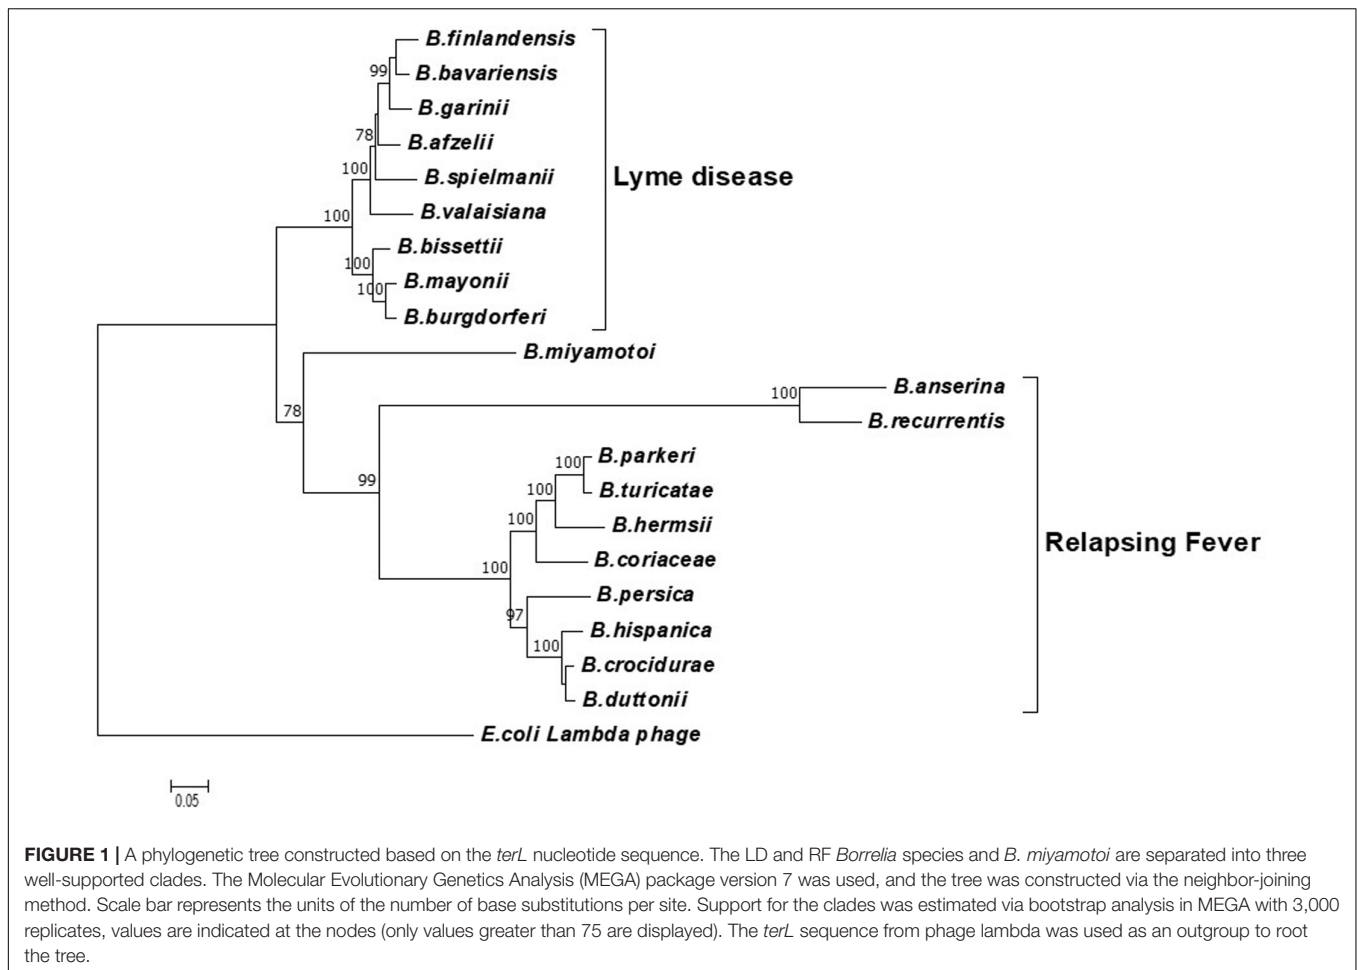 B.finlandensis
99
B.bavariensis
B.garinii
78
B.afzelii
100
B.spielmanii
Lyme disease
100
B.valaisiana
B.bissettii
100
B.mayonii
100
B.burgdorferi
B.miyamotoi
B.anserina
100
78
B.recurrentis
B.parkeri
100
99
100
B.turicatae
100
B.hermsii
Relapsing Fever
100
B.coriaceae
B.persica
97
B.hispanica
100
B.crocidurae
B.duttonii
E.coli Lambda phage
0.05
FIGURE 1 | A phylogenetic tree constructed based on the terL nucleotide sequence. The LD and RF Borrelia species and B. miyamotoi are separated into three
well-supported clades. The Molecular Evolutionary Genetics Analysis (MEGA) package version 7 was used, and the tree was constructed via the neighbor-joining
method. Scale bar represents the units of the number of base substitutions per site. Support for the clades was estimated via bootstrap analysis in MEGA with 3,000
replicates, values are indicated at the nodes (only values greater than 75 are displayed). The terL sequence from phage lambda was used as an outgroup to root
the tree.